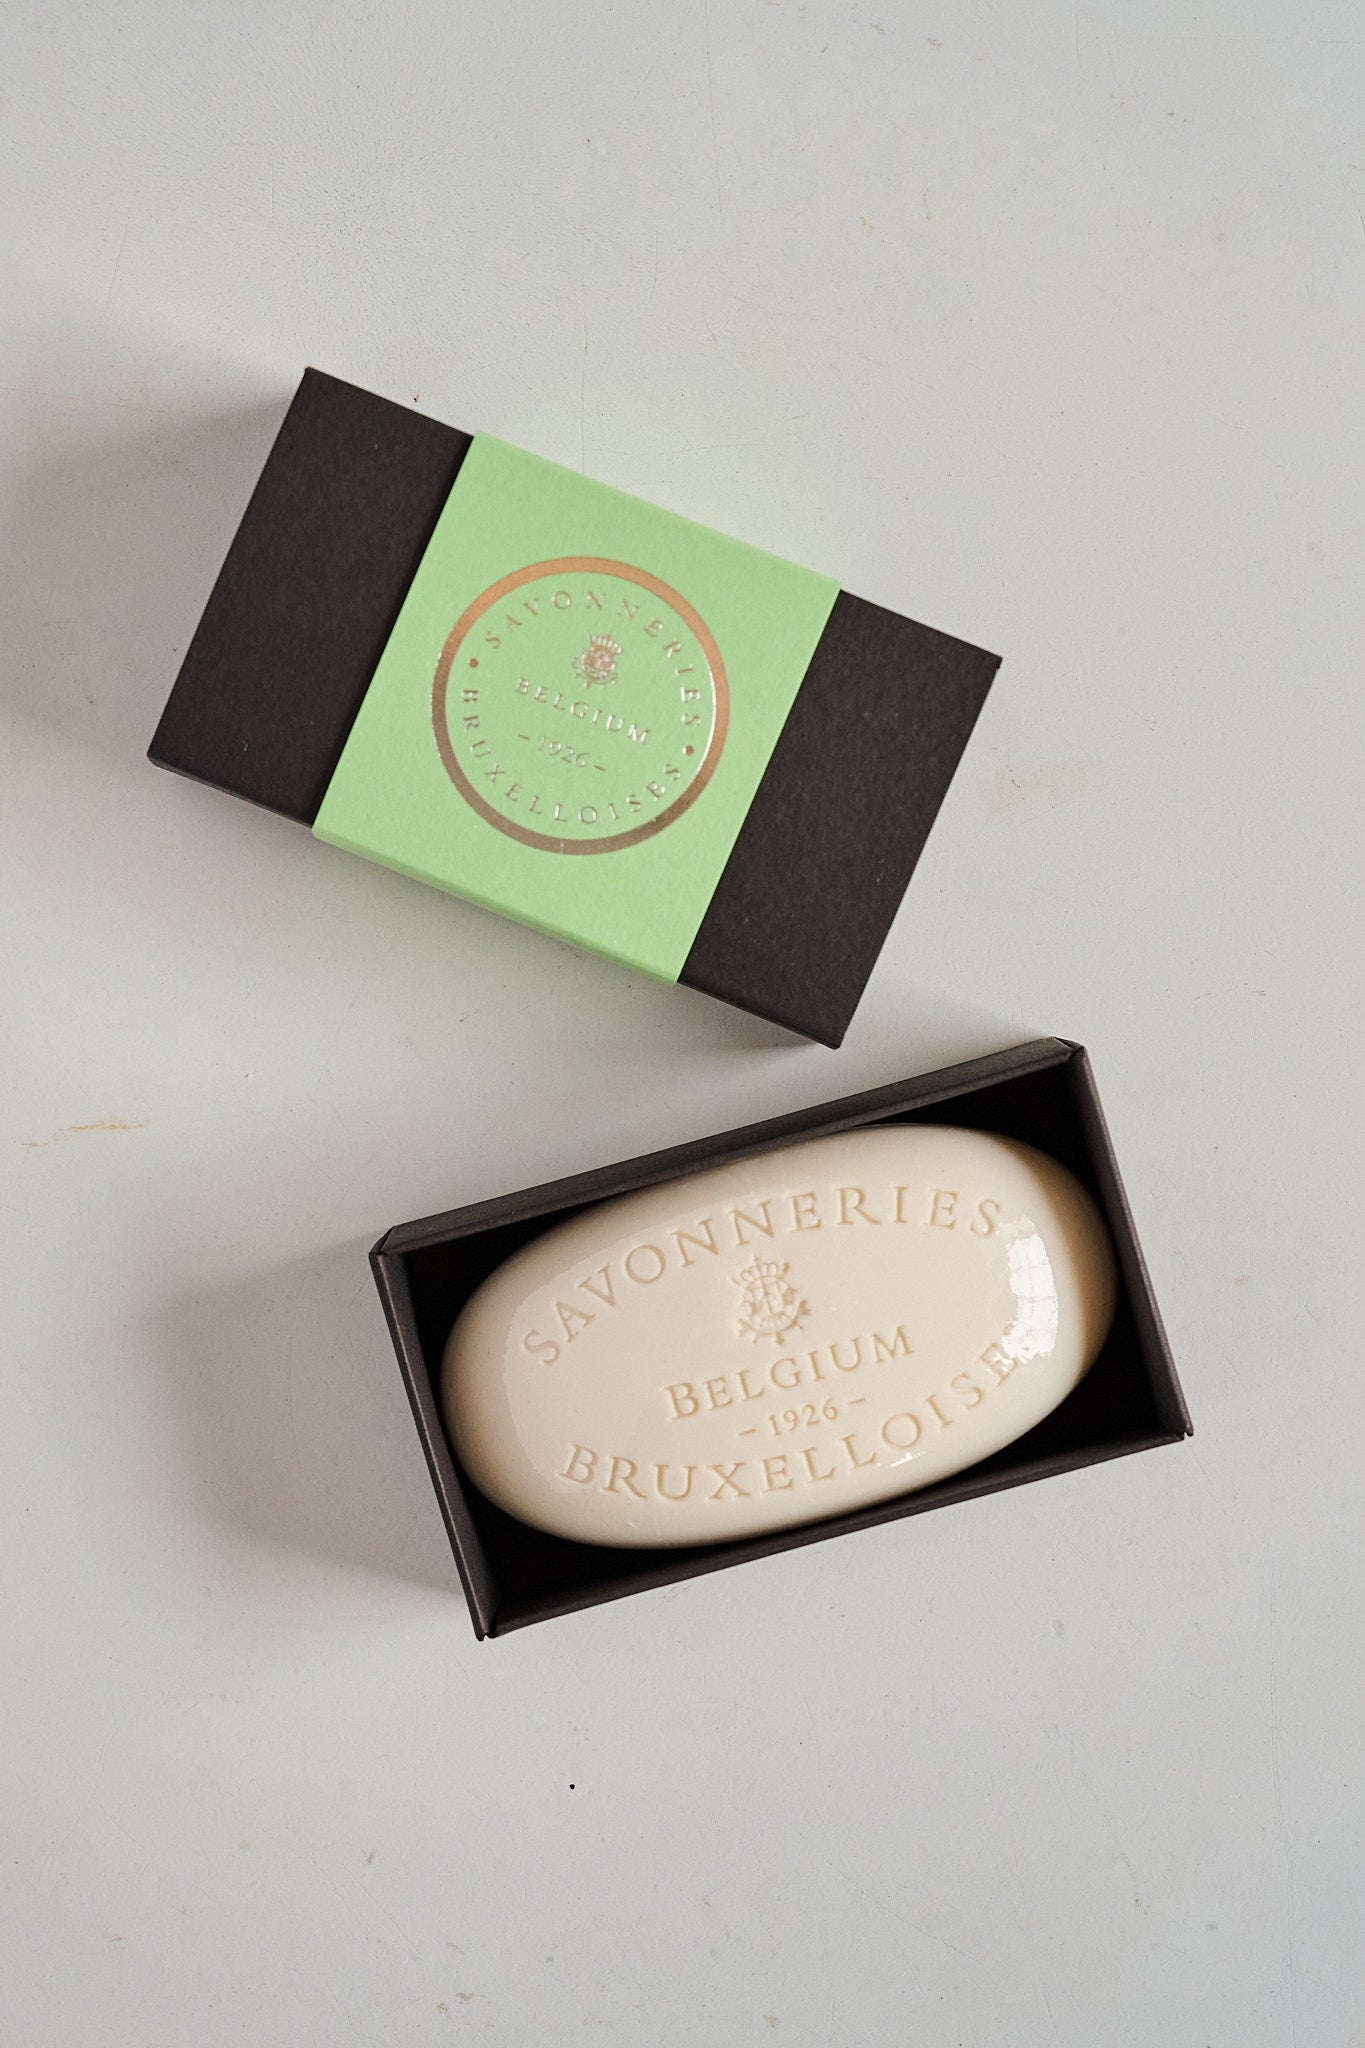 SAVONNERIES
BELGIUM
- 1926 -
BRUXELLOISES
SAVONNERIES
BELGIUM
- 1926 -
BRUXELLOISES